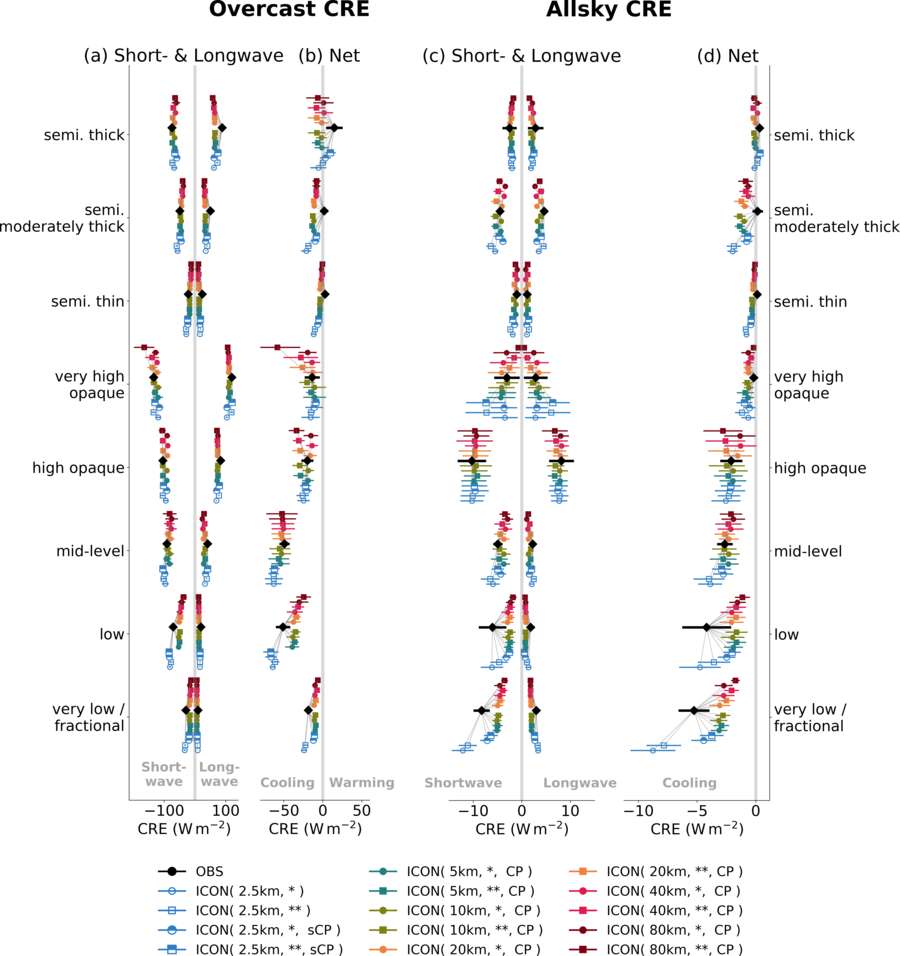 Overcast CRE
Allsky CRE
(a) Short- & Longwave
(b) Net
(c) Short- & Longwave
(d) Net
semi. thick
semi.
moderately thick
semi. thin
very high
opaque
high opaque
mid-level
low
very low /
fractional
semi. thick
semi.
moderately thick
semi. thin
very high
opaque
high opaque
mid-level
low
very low /
fractional
Short-
wave
Long-
wave
Cooling
Warming
Shortwave
Longwave
Cooling
−100 0 100
CRE (W m⁻²)
−50 0 50
CRE (W m⁻²)
−10 0 10
CRE (W m⁻²)
−10 −5 0
CRE (W m⁻²)
OBS
ICON( 2.5km, * )
ICON( 2.5km, ** )
ICON( 2.5km, *, sCP )
ICON( 2.5km, **, sCP )
ICON( 5km, *, CP )
ICON( 5km, **, CP )
ICON( 10km, *, CP )
ICON( 10km, **, CP )
ICON( 20km, *, CP )
ICON( 20km, **, CP )
ICON( 40km, *, CP )
ICON( 40km, **, CP )
ICON( 80km, *, CP )
ICON( 80km, **, CP )